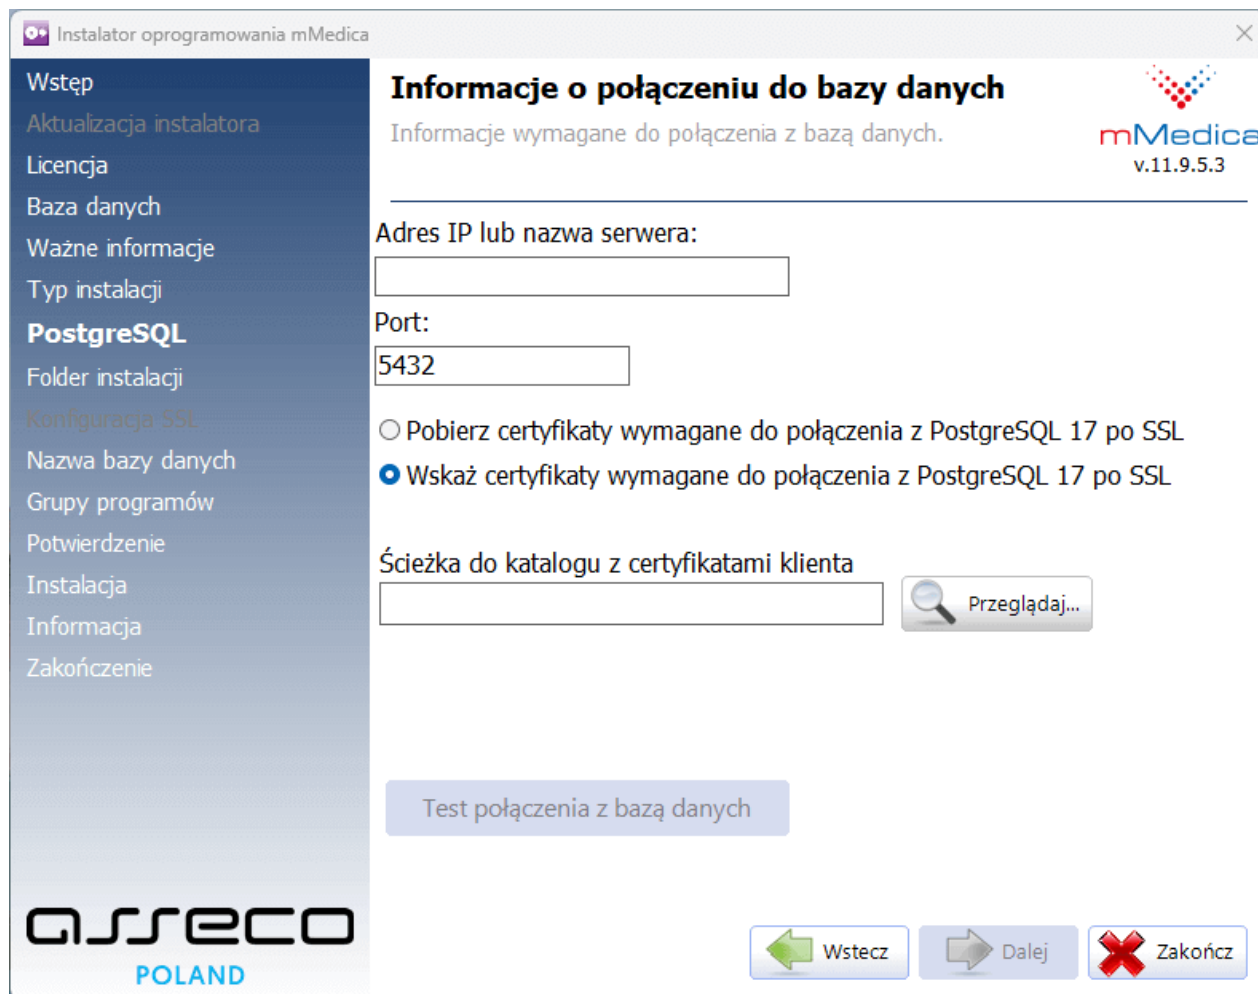 Instalator oprogramowania mMedica
Wstęp
Aktualizacja instalatora
Licencja
Baza danych
Ważne informacje
Typ instalacji
PostgreSQL
Folder instalacji
Konfiguracja SSL
Nazwa bazy danych
Grupy programów
Potwierdzenie
Instalacja
Informacja
Zakończenie
asseco
POLAND
Informacje o połączeniu do bazy danych
Informacje wymagane do połączenia z bazą danych.
mMedica
v.11.9.5.3
Adres IP lub nazwa serwera:
Port:
5432
Pobierz certyfikaty wymagane do połączenia z PostgreSQL 17 po SSL
Wskaż certyfikaty wymagane do połączenia z PostgreSQL 17 po SSL
Ścieżka do katalogu z certyfikatami klienta
Przeglądaj...
Test połączenia z bazą danych
Wstecz
Dalej
Zakończ